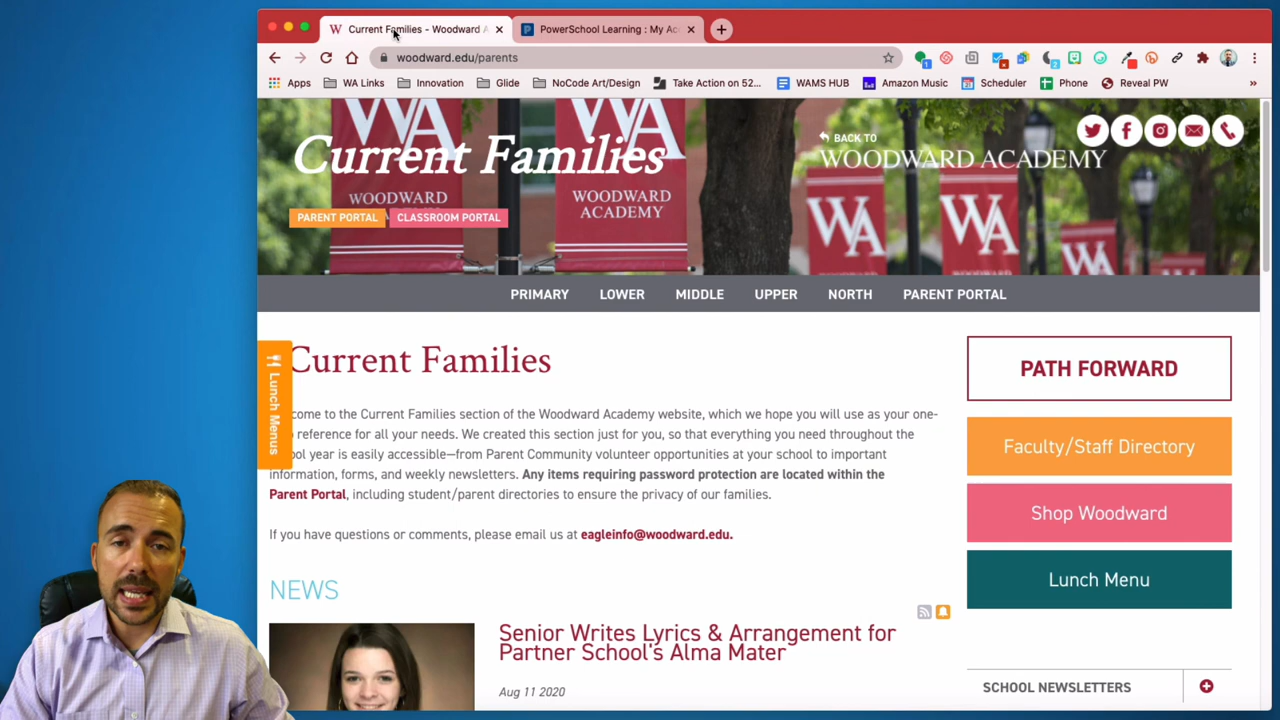 Current Families - Woodward A
PowerSchool Learning : My Ac
woodward.edu/parents
Apps
WA Links
Innovation
Glide
NoCode Art/Design
Take Action on 52...
WAMS HUB
Amazon Music
Scheduler
Phone
Reveal PW
»
Current Families
BACK TO
WOODWARD ACADEMY
WA
WOODWARD
WA
WOODWARD
ACADEMY
WA
WA
WA
PARENT PORTAL
CLASSROOM PORTAL
PRIMARY
LOWER
MIDDLE
UPPER
NORTH
PARENT PORTAL
Lunch Menus
Current Families
come to the Current Families section of the Woodward Academy website, which we hope you will use as your one-
reference for all your needs. We created this section just for you, so that everything you need throughout the
ool year is easily accessible—from Parent Community volunteer opportunities at your school to important
information, forms, and weekly newsletters. Any items requiring password protection are located within the
Parent Portal, including student/parent directories to ensure the privacy of our families.
If you have questions or comments, please email us at eagleinfo@woodward.edu.
NEWS
Senior Writes Lyrics & Arrangement for
Partner School's Alma Mater
Aug 11 2020
PATH FORWARD
Faculty/Staff Directory
Shop Woodward
Lunch Menu
SCHOOL NEWSLETTERS